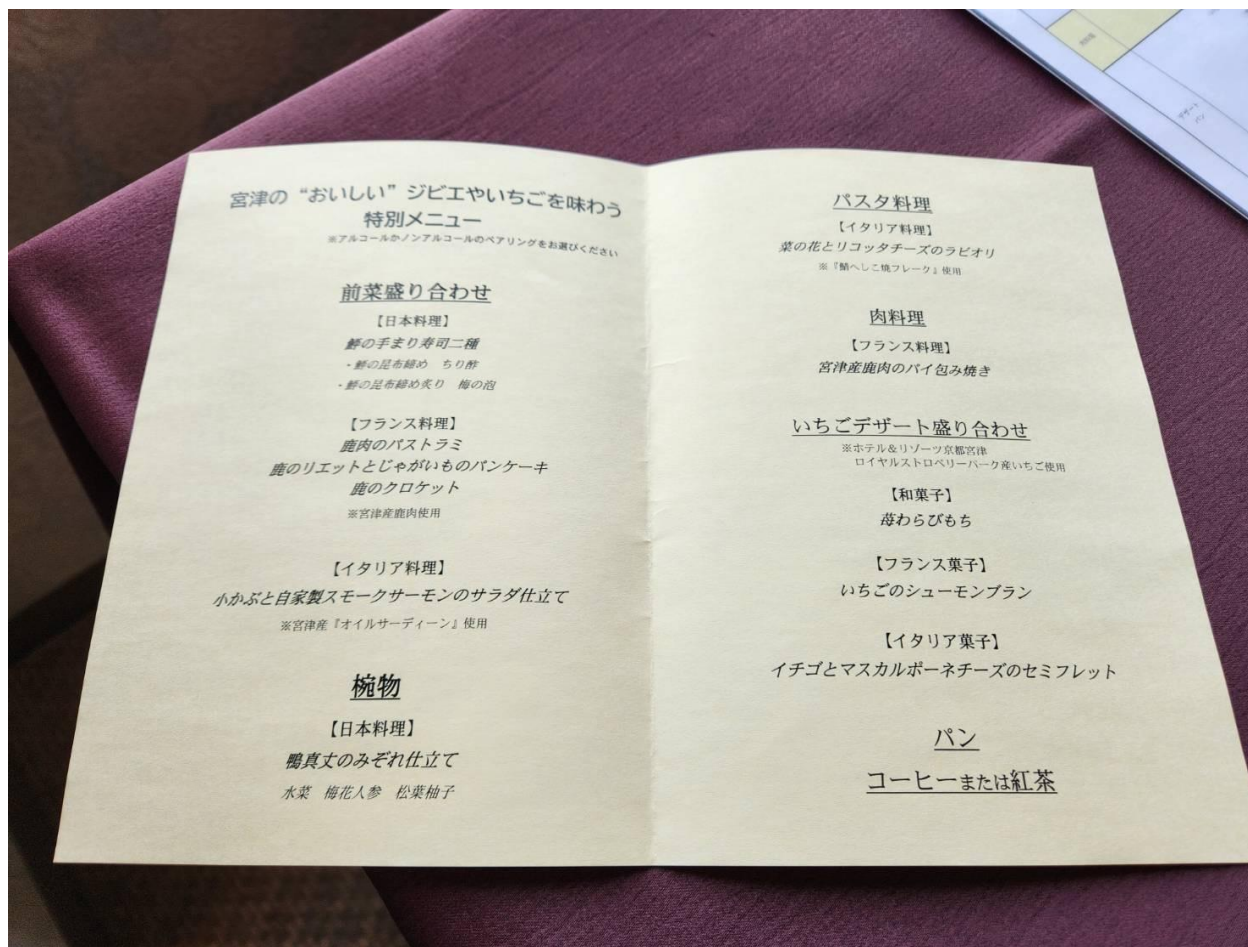 宮津の“おいしい”ジビエやいちごを味わう
特別メニュー
※アルコールかノンアルコールのペアリングをお選びください
前菜盛り合わせ
【日本料理】
鰤の手まり寿司二種
・鰤の昆布締め ちり酢
・鰤の昆布締め炙り 梅の泡
【フランス料理】
鹿肉のパストラミ
鹿のリエットとじゃがいものパンケーキ
鹿のクロケット
※宮津産鹿肉使用
【イタリア料理】
小かぶと自家製スモークサーモンのサラダ仕立て
※宮津産『オイルサーディーン』使用
椀物
【日本料理】
鴨真丈のみぞれ仕立て
水菜 梅花人参 松葉柚子
パスタ料理
【イタリア料理】
菜の花とリコッタチーズのラビオリ
※『鯖へしこ焼フレーク』使用
肉料理
【フランス料理】
宮津産鹿肉のパイ包み焼き
いちごデザート盛り合わせ
※ホテル&リゾーツ京都宮津
ロイヤルストロベリーパーク産いちご使用
【和菓子】
苺わらびもち
【フランス菓子】
いちごのシューモンブラン
【イタリア菓子】
イチゴとマスカルポーネチーズのセミフレット
パン
コーヒーまたは紅茶
デザート
パン